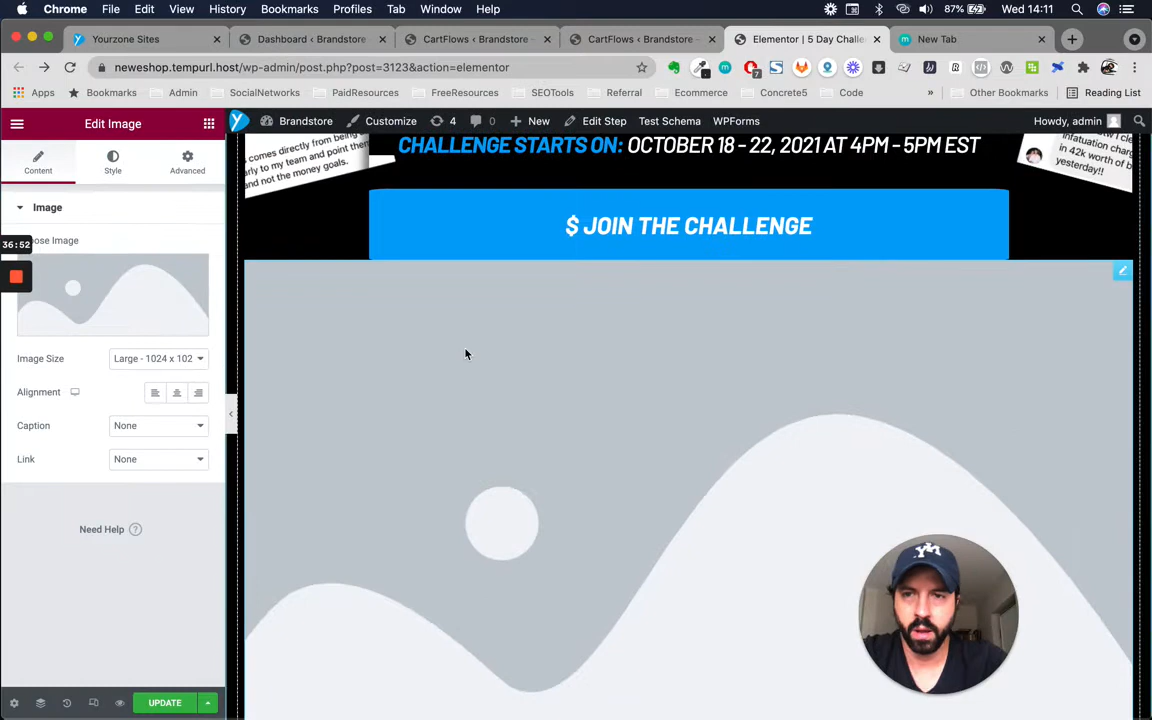 Chrome File Edit View History Bookmarks Profiles Tab Window Help 87% Wed 14:11
Yourzone Sites Dashboard ‹ Brandstore CartFlows ‹ Brandstore – CartFlows ‹ Brandstore – Elementor | 5 Day Challe New Tab
neweshop.tempurl.host/wp-admin/post.php?post=3123&action=elementor
Apps Bookmarks Admin SocialNetworks PaidResources FreeResources SEOTools Referral Ecommerce Concrete5 Code » Other Bookmarks Reading List
Edit Image Brandstore Customize 4 0 New Edit Step Test Schema WPForms Howdy, admin
Content Style Advanced
comes directly from being
arly to my team and point then
and not the money goals.
CHALLENGE STARTS ON: OCTOBER 18 - 22, 2021 AT 4PM - 5PM EST
infatuation charg
in 42k worth of b
yesterday!!
Image
$ JOIN THE CHALLENGE
36:52
ose Image
Image Size Large - 1024 x 102
Alignment
Caption None
Link None
Need Help ?
UPDATE